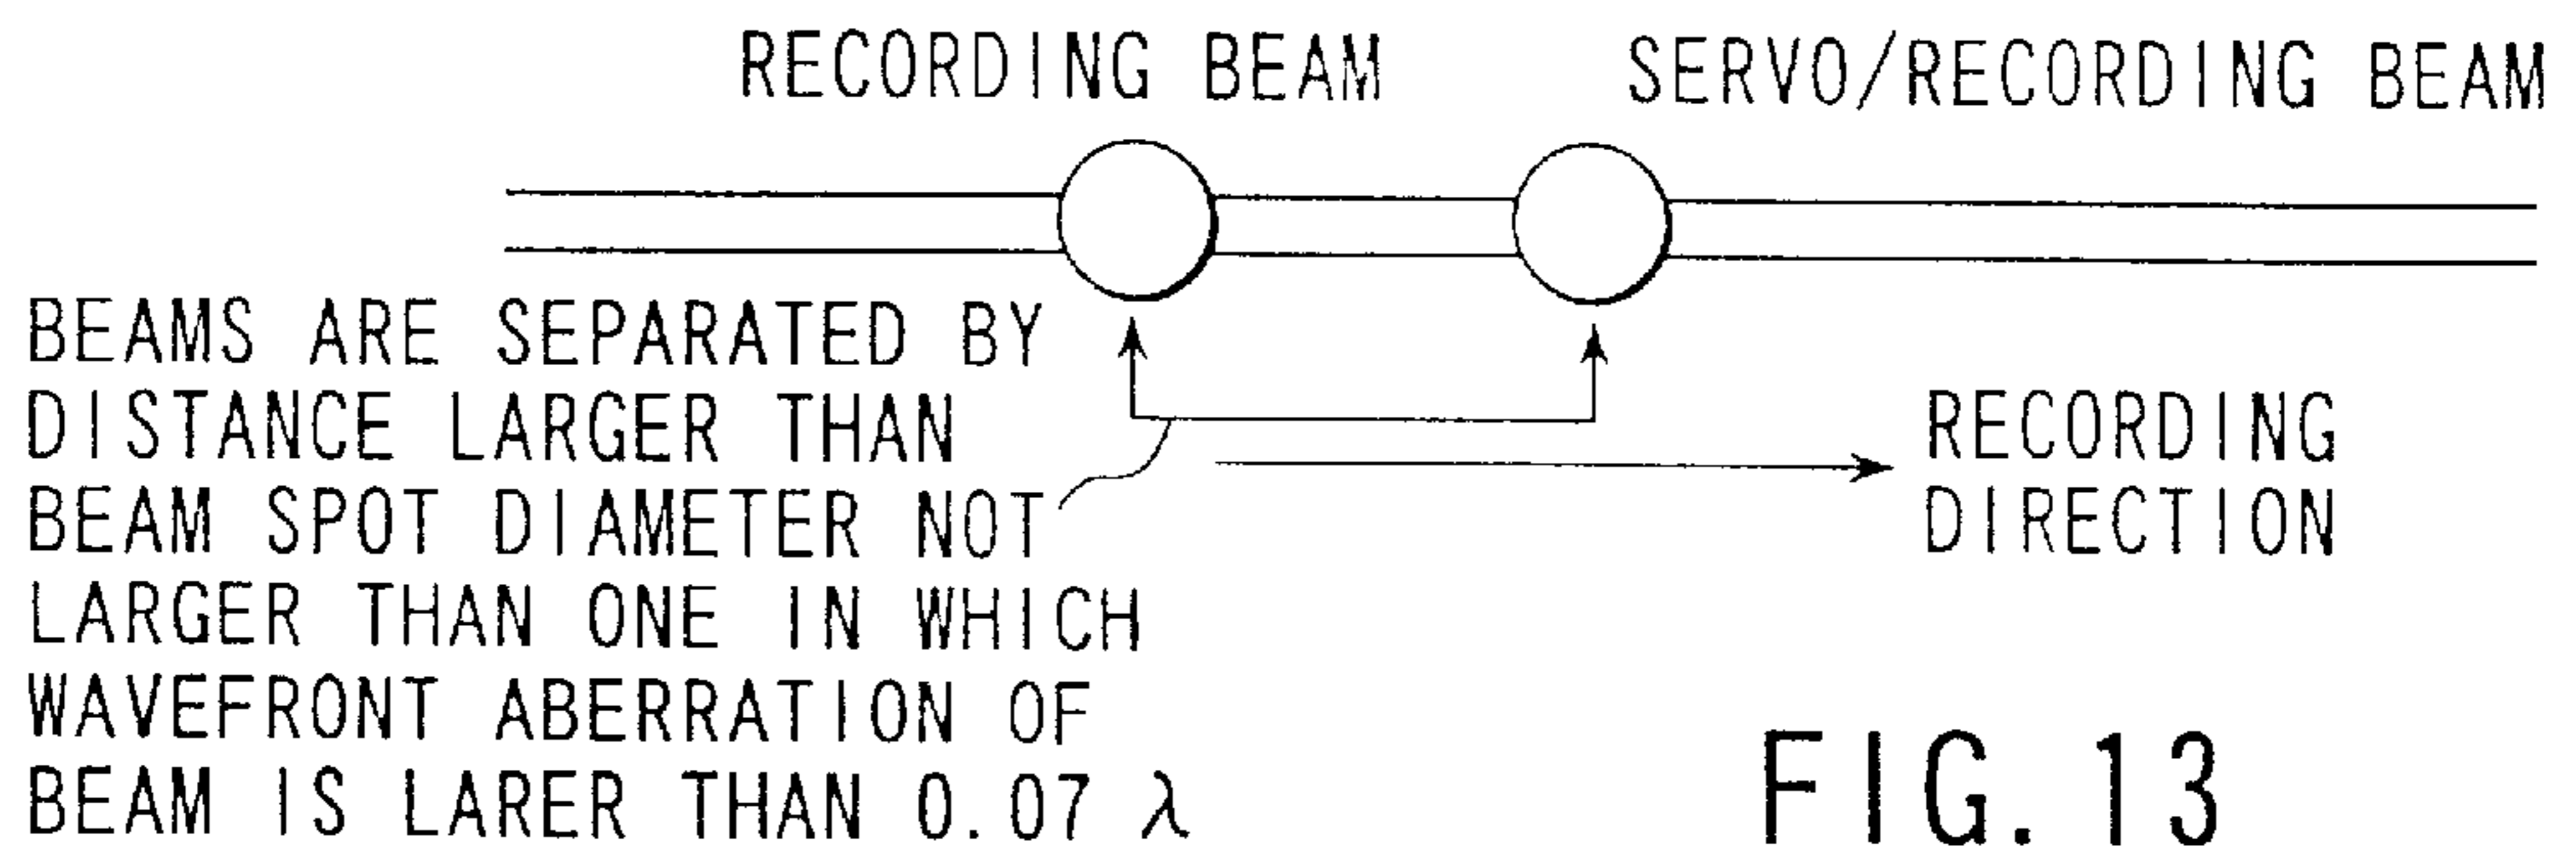 RECORDING BEAM
SERVO/RECORDING BEAM
BEAMS ARE SEPARATED BY
DISTANCE LARGER THAN
BEAM SPOT DIAMETER NOT
LARGER THAN ONE IN WHICH
WAVEFRONT ABERRATION OF
BEAM IS LARER THAN 0.07 λ
RECORDING
DIRECTION
FIG.13